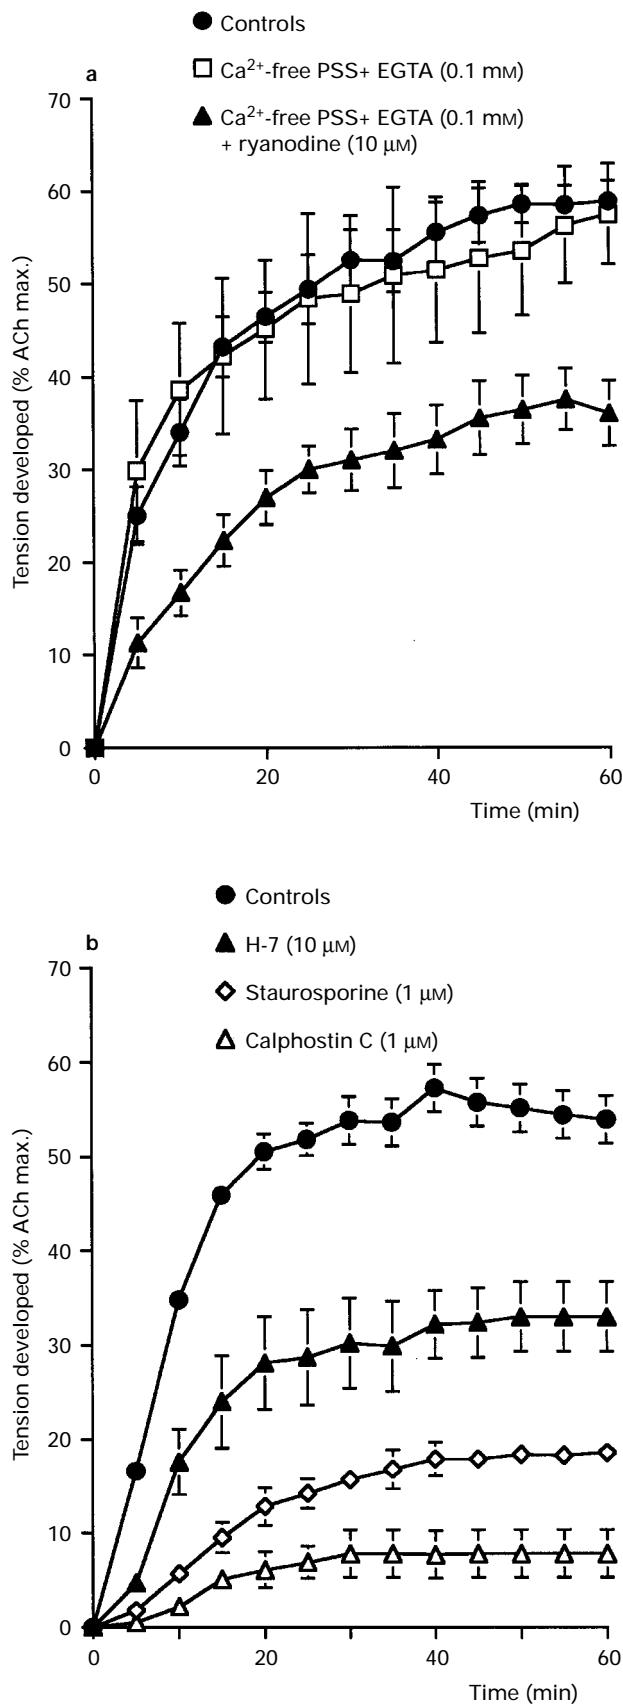 Controls
a
Ca²⁺-free PSS+ EGTA (0.1 mM)
Ca²⁺-free PSS+ EGTA (0.1 mM)
+ ryanodine (10 μM)
70
60
50
40
30
20
10
0
Tension developed (% ACh max.)
0 20 40 60
Time (min)
Controls
b
H-7 (10 μM)
Staurosporine (1 μM)
Calphostin C (1 μM)
70
60
50
40
30
20
10
0
Tension developed (% ACh max.)
0 20 40 60
Time (min)